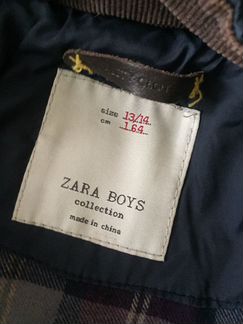 size 13/14
cm 164
ZARA BOYS
collection
made in china